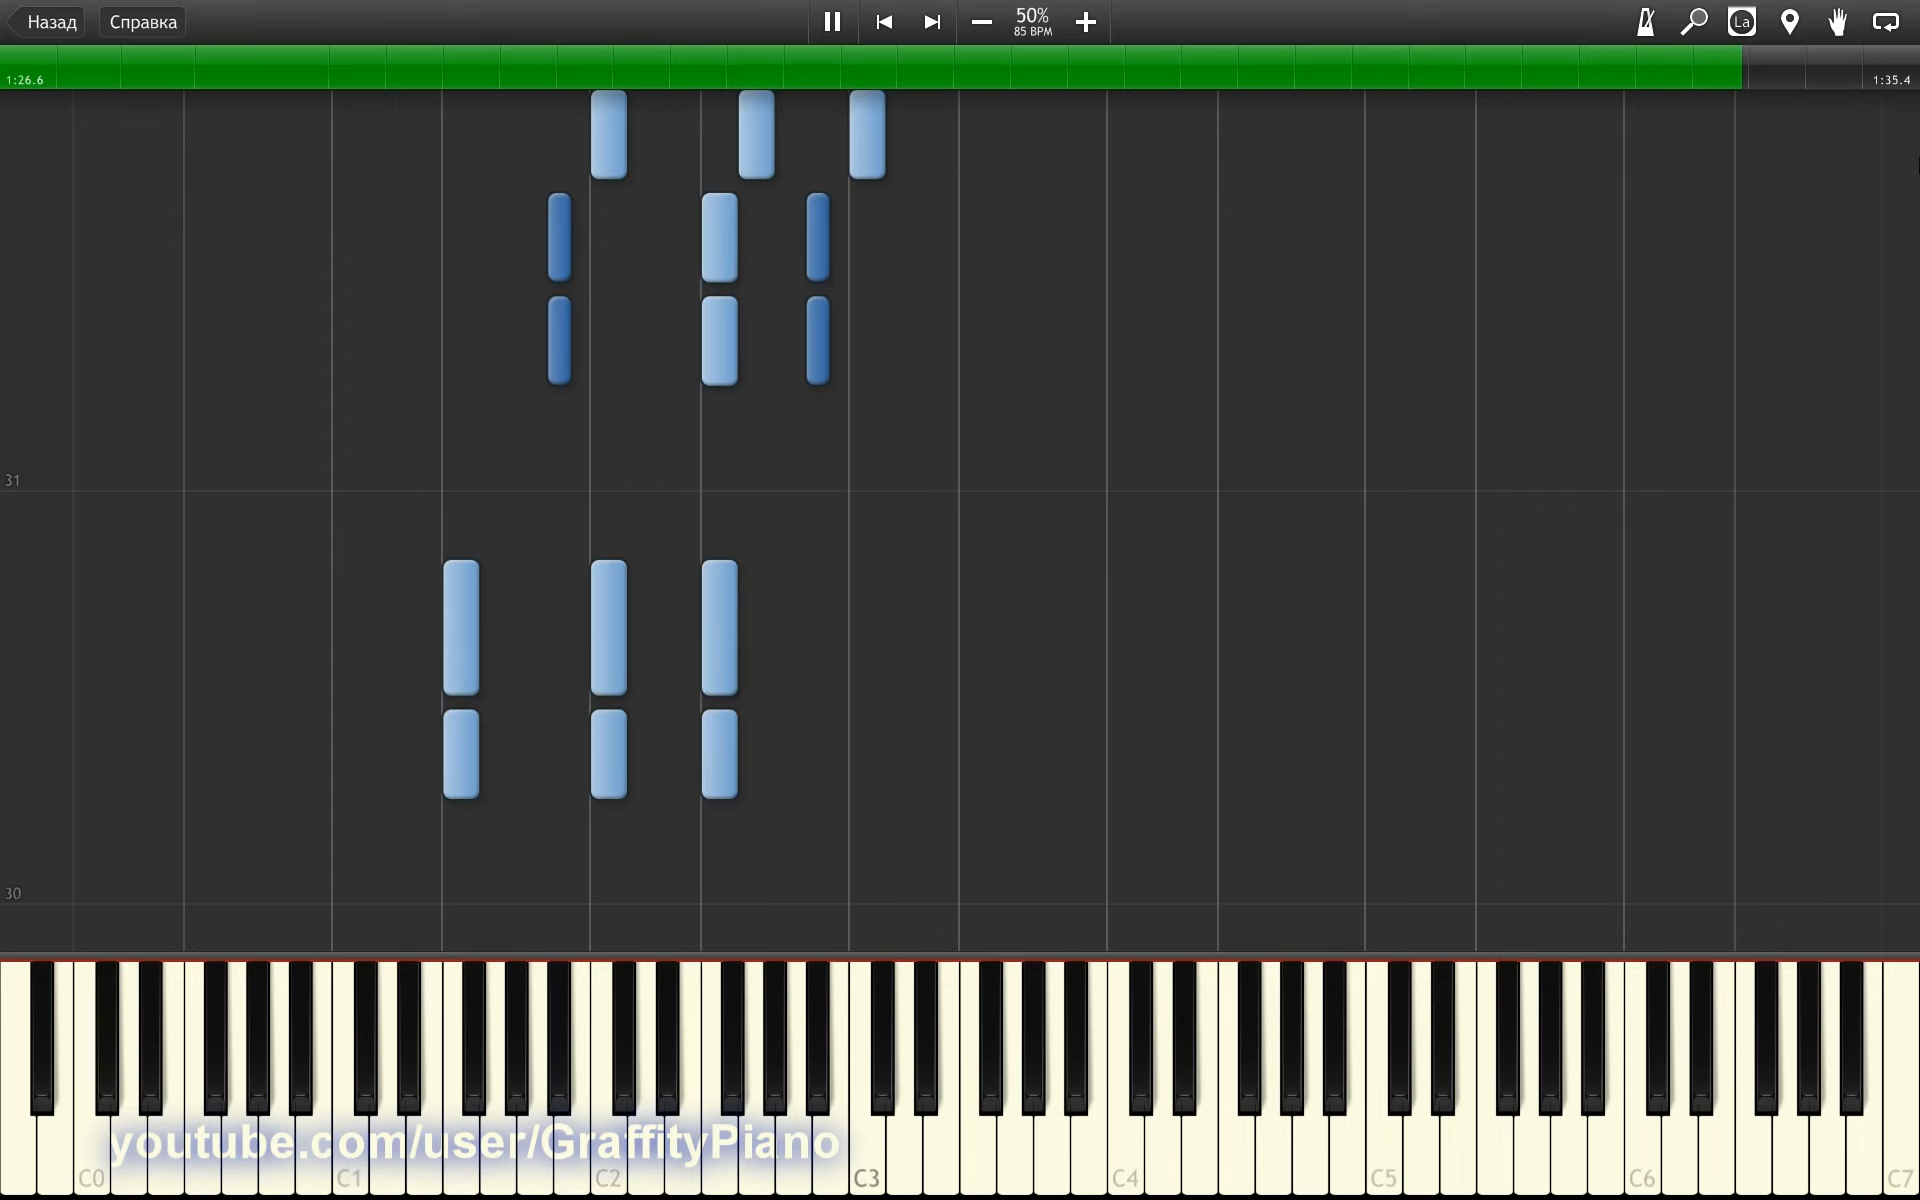 Назад
Справка
50%
85 BPM
La
1:26.6
1:35.4
31
30
youtube.com/user/GraffityPiano
C0
C1
C2
C3
C4
C5
C6
C7